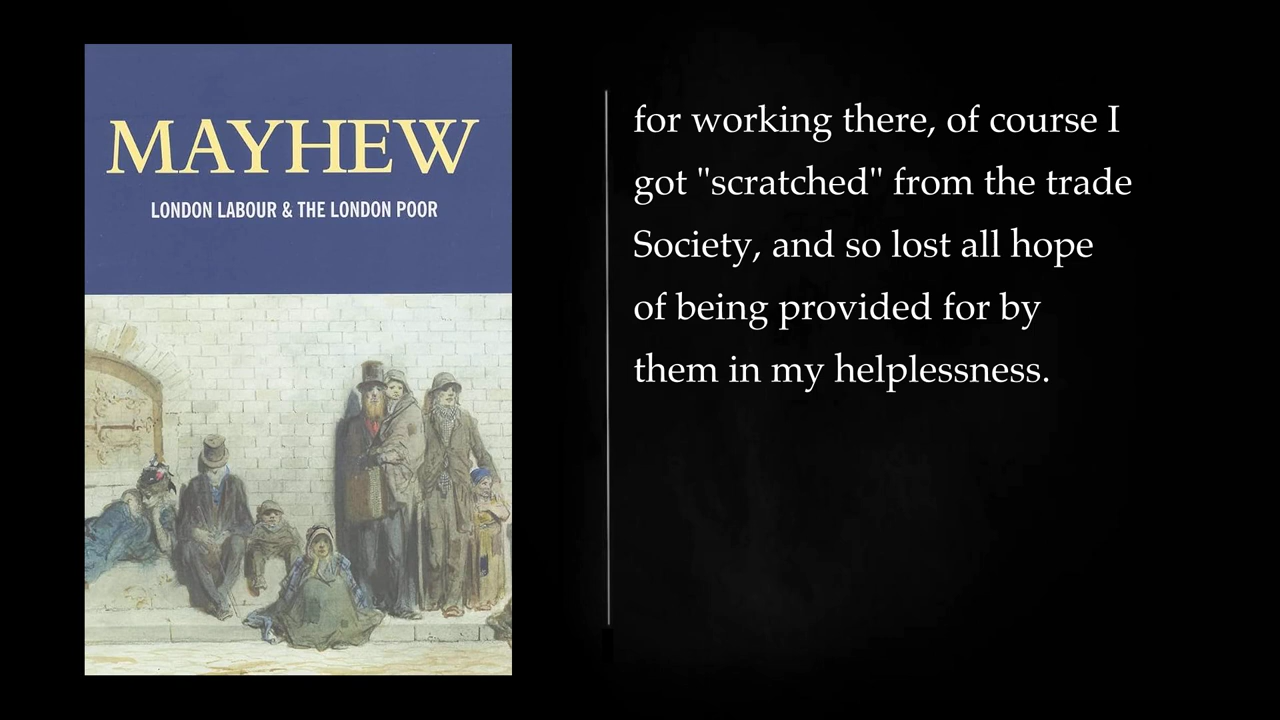 MAYHEW
LONDON LABOUR & THE LONDON POOR
for working there, of course I
got "scratched" from the trade
Society, and so lost all hope
of being provided for by
them in my helplessness.